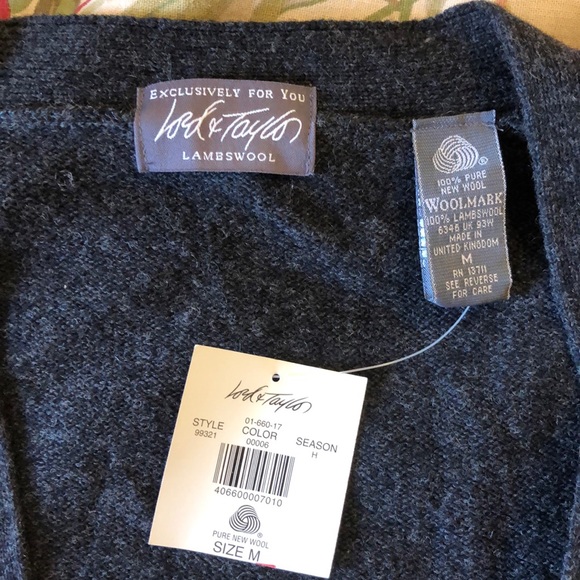 EXCLUSIVELY FOR YOU
Lord & Taylor
LAMBSWOOL
®
100% PURE
NEW WOOL
WOOLMARK
100% LAMBSWOOL
6346 UK 93W
MADE IN
UNITED KINGDOM
M
RN 13711
SEE REVERSE
FOR CARE
Lord & Taylor
01-660-17
STYLE COLOR SEASON
99321 00006 H
406600007010
®
PURE NEW WOOL
SIZE M